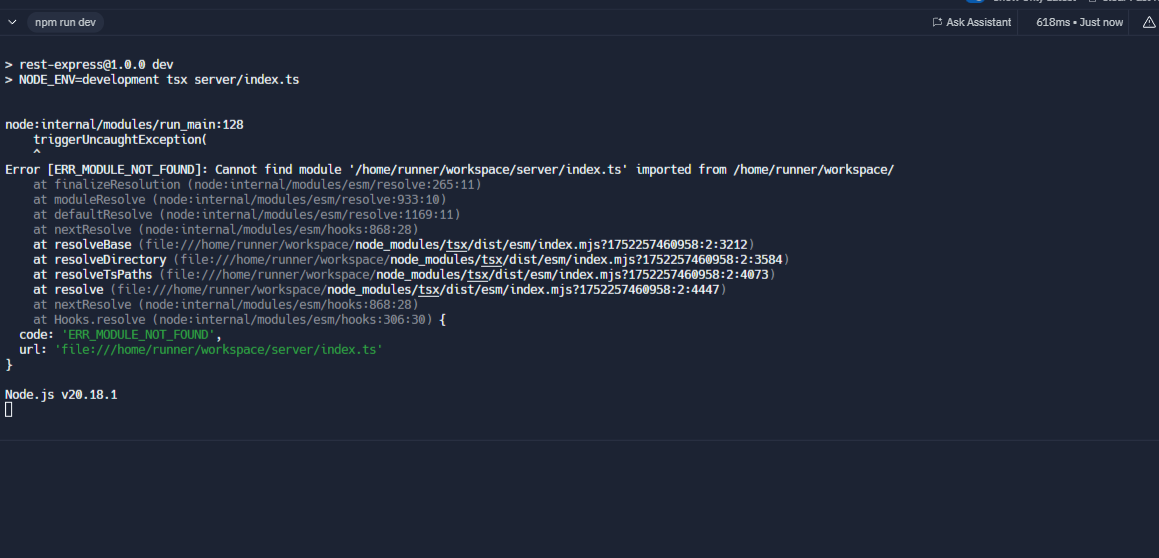 npm run dev
Ask Assistant
618ms • Just now
> rest-express@1.0.0 dev
> NODE_ENV=development tsx server/index.ts
node:internal/modules/run_main:128
    triggerUncaughtException(
    ^
Error [ERR_MODULE_NOT_FOUND]: Cannot find module '/home/runner/workspace/server/index.ts' imported from /home/runner/workspace/
    at finalizeResolution (node:internal/modules/esm/resolve:265:11)
    at moduleResolve (node:internal/modules/esm/resolve:933:10)
    at defaultResolve (node:internal/modules/esm/resolve:1169:11)
    at nextResolve (node:internal/modules/esm/hooks:868:28)
    at resolveBase (file:///home/runner/workspace/node_modules/tsx/dist/esm/index.mjs?1752257460958:2:3212)
    at resolveDirectory (file:///home/runner/workspace/node_modules/tsx/dist/esm/index.mjs?1752257460958:2:3584)
    at resolveTsPaths (file:///home/runner/workspace/node_modules/tsx/dist/esm/index.mjs?1752257460958:2:4073)
    at resolve (file:///home/runner/workspace/node_modules/tsx/dist/esm/index.mjs?1752257460958:2:4447)
    at nextResolve (node:internal/modules/esm/hooks:868:28)
    at Hooks.resolve (node:internal/modules/esm/hooks:306:30) {
  code: 'ERR_MODULE_NOT_FOUND',
  url: 'file:///home/runner/workspace/server/index.ts'
}
Node.js v20.18.1